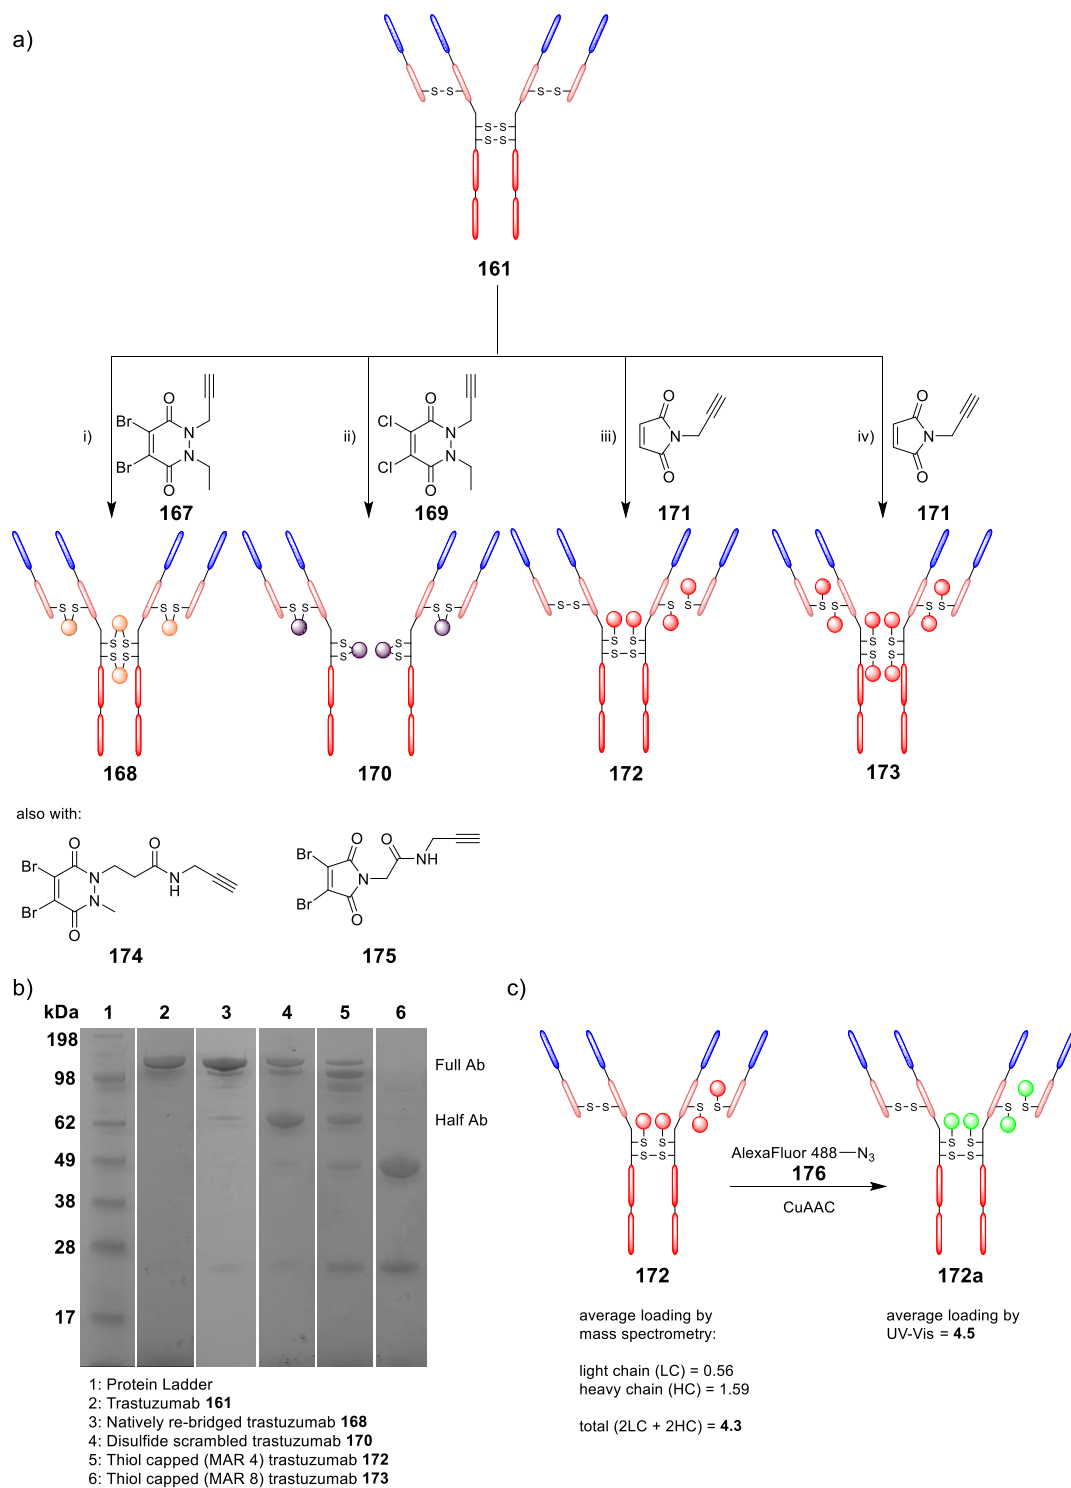 a)
S–S
S–S
S–S
S–S
161
i)
O
Br
N
Br
N
O
167
ii)
O
Cl
N
Cl
N
O
169
iii)
O
N
O
171
iv)
O
N
O
171
S S
S S
S S
S S
168
S S
S S
S
S
S
S
170
S–S
S
S
S
S
S–S
172
S
S
S
S
S
S
S
S
173
also with:
O
Br
N
O
N
H
Br
N
O
174
O
Br
N
O
NH
Br
O
175
b)
kDa 1 2 3 4 5 6
198
98
62
49
38
28
17
Full Ab
Half Ab
1: Protein Ladder
2: Trastuzumab 161
3: Natively re-bridged trastuzumab 168
4: Disulfide scrambled trastuzumab 170
5: Thiol capped (MAR 4) trastuzumab 172
6: Thiol capped (MAR 8) trastuzumab 173
c)
S–S
S
S
S
S
S–S
172
AlexaFluor 488—N3
176
CuAAC
S–S
S
S
S
S
S–S
172a
average loading by
mass spectrometry:
light chain (LC) = 0.56
heavy chain (HC) = 1.59
total (2LC + 2HC) = 4.3
average loading by
UV-Vis = 4.5